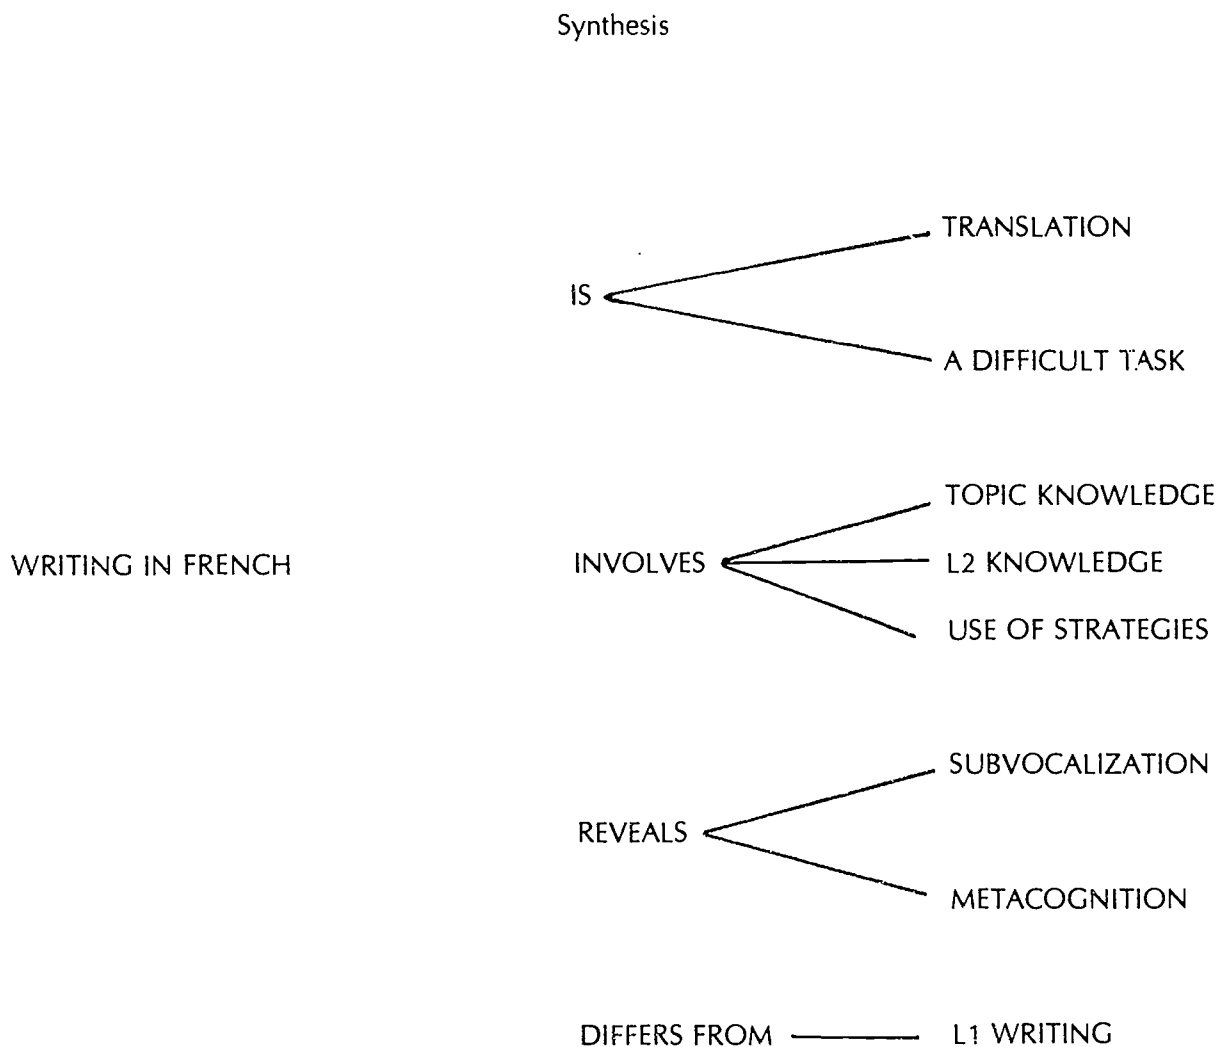 Synthesis
TRANSLATION
IS
A DIFFICULT TASK
TOPIC KNOWLEDGE
WRITING IN FRENCH INVOLVES L2 KNOWLEDGE
USE OF STRATEGIES
SUBVOCALIZATION
REVEALS
METACOGNITION
DIFFERS FROM L1 WRITING